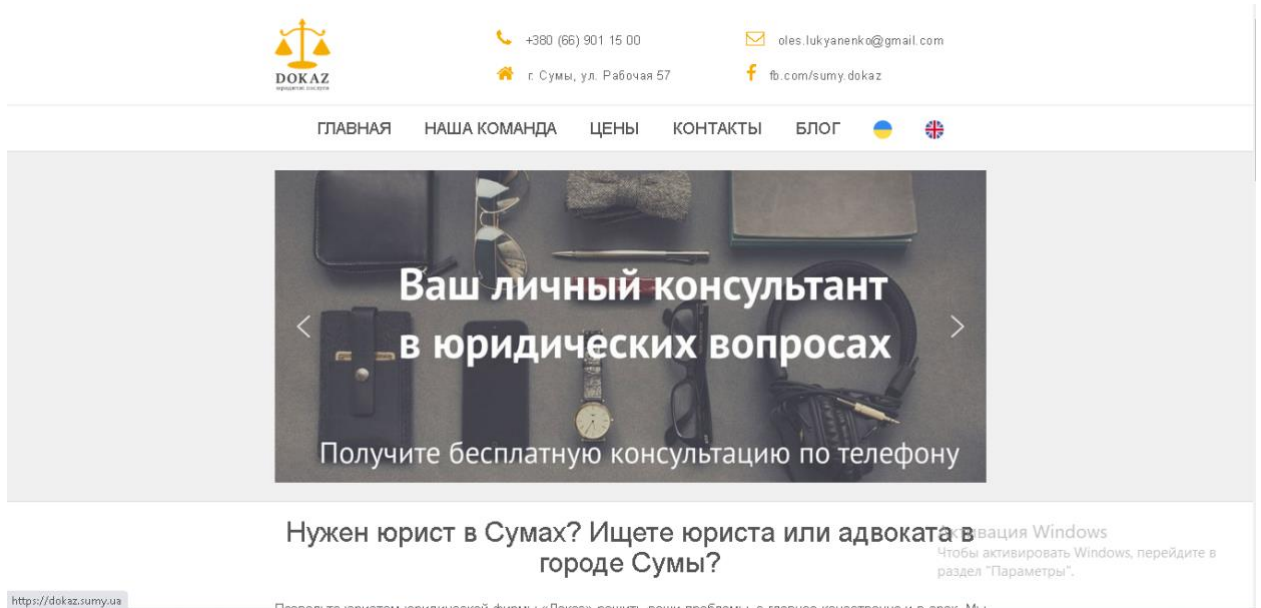 DOKAZ
+380 (66) 901 15 00
oles.lukyanenko@gmail.com
г. Сумы, ул. Рабочая 57
fb.com/sumy.dokaz
ГЛАВНАЯ НАША КОМАНДА ЦЕНЫ КОНТАКТЫ БЛОГ
Ваш личный консультант
в юридических вопросах
Получите бесплатную консультацию по телефону
Нужен юрист в Сумах? Ищете юриста или адвоката в
городе Сумы?
Активация Windows
Чтобы активировать Windows, перейдите в
раздел "Параметры".
https://dokaz.sumy.ua